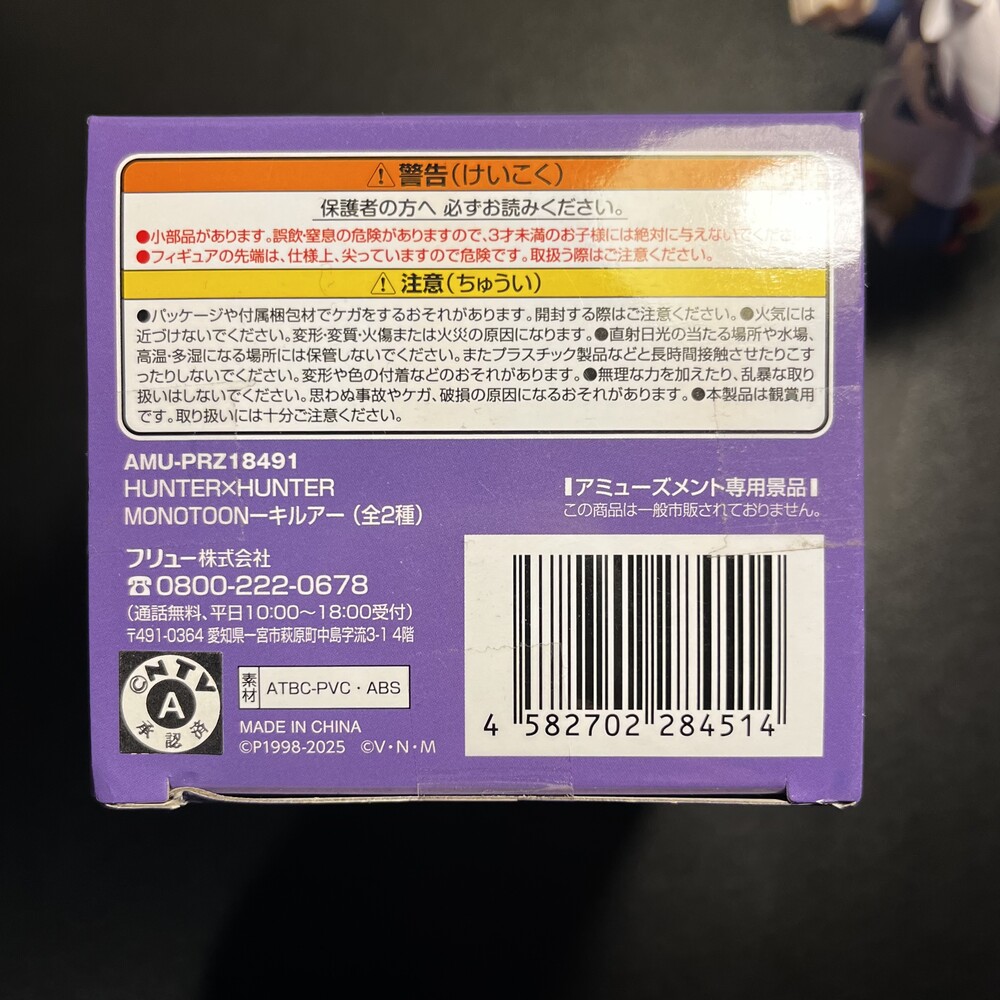 ⚠警告(けいこく)
保護者の方へ 必ずお読みください。
●小部品があります。誤飲・窒息の危険がありますので、3才未満のお子様には絶対に与えないでください
●フィギュアの先端は、仕様上、尖っていますので危険です。取扱う際はご注意ください。
⚠注意(ちゅうい)
●パッケージや付属梱包材でケガをするおそれがあります。開封する際はご注意ください。●火気には
近づけないでください。変形・変質・火傷または火災の原因になります。●直射日光の当たる場所や水場、
高温・多湿になる場所には保管しないでください。またプラスチック製品などと長時間接触させたりこす
ったりしないでください。変形や色の付着などのおそれがあります。●無理な力を加えたり、乱暴な取り
扱いはしないでください。思わぬ事故やケガ、破損の原因になるおそれがあります。●本製品は観賞用
です。取り扱いには十分ご注意ください。
AMU-PRZ18491
HUNTER×HUNTER
MONOTOONーキルアー (全2種)
▌アミューズメント専用景品▐
この商品は一般市販されておりません。
フリュー株式会社
☎0800-222-0678
(通話無料、平日10:00～18:00受付)
〒491-0364 愛知県一宮市萩原町中島字流3-1 4階
©NTV
A
承認済
素材
ATBC-PVC・ABS
MADE IN CHINA
©P1998-2025 ©V・N・M
4 582702 284514